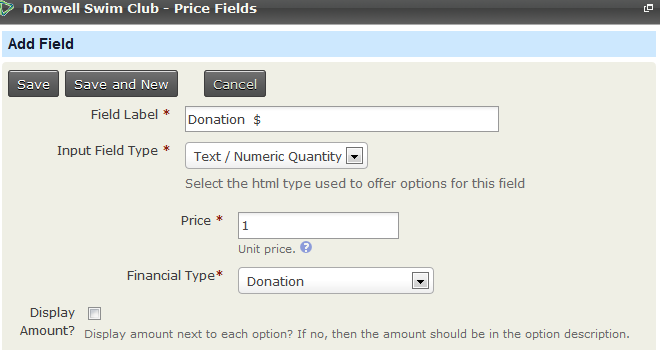 Donwell Swim Club - Price Fields
Add Field
Save Save and New Cancel
Field Label * Donation  $
Input Field Type * Text / Numeric Quantity
Select the html type used to offer options for this field
Price * 1
Unit price. ?
Financial Type* Donation
Display
Amount? Display amount next to each option? If no, then the amount should be in the option description.